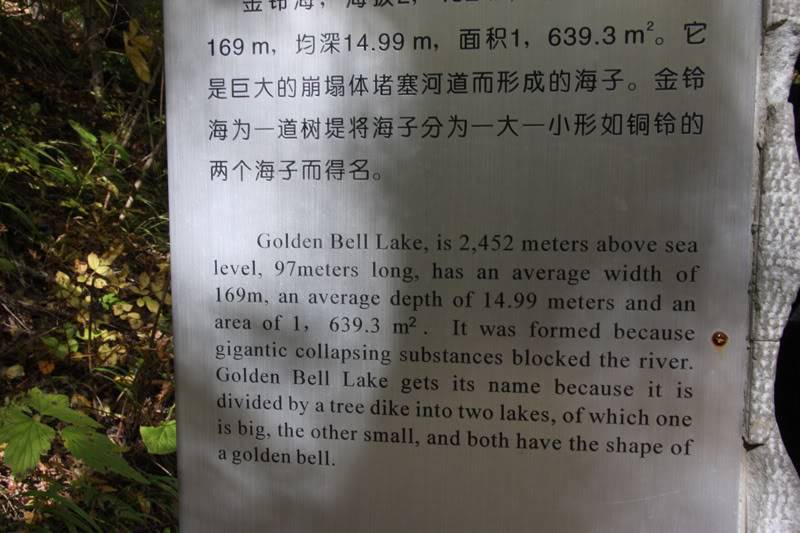 金铃海，海拔2，
169 m，均深14.99 m，面积1，639.3 m²。它
是巨大的崩塌体堵塞河道而形成的海子。金铃
海为一道树堤将海子分为一大一小形如铜铃的
两个海子而得名。
Golden Bell Lake, is 2,452 meters above sea
level, 97meters long, has an average width of
169m, an average depth of 14.99 meters and an
area of 1， 639.3 m². It was formed because
gigantic collapsing substances blocked the river.
Golden Bell Lake gets its name because it is
divided by a tree dike into two lakes, of which one
is big, the other small, and both have the shape of
a golden bell.